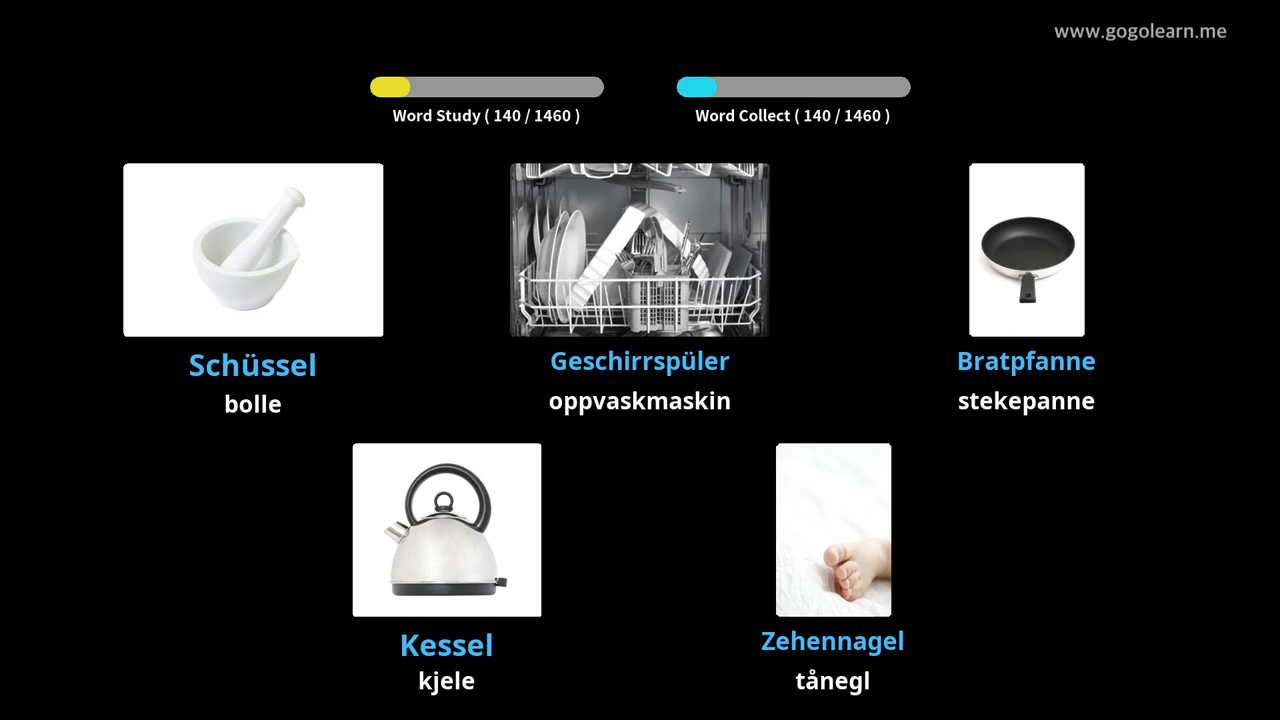 www.gogolearn.me
Word Study ( 140 / 1460 )
Word Collect ( 140 / 1460 )
Schüssel
bolle
Geschirrspüler
oppvaskmaskin
Bratpfanne
stekepanne
Kessel
kjele
Zehennagel
tånegl